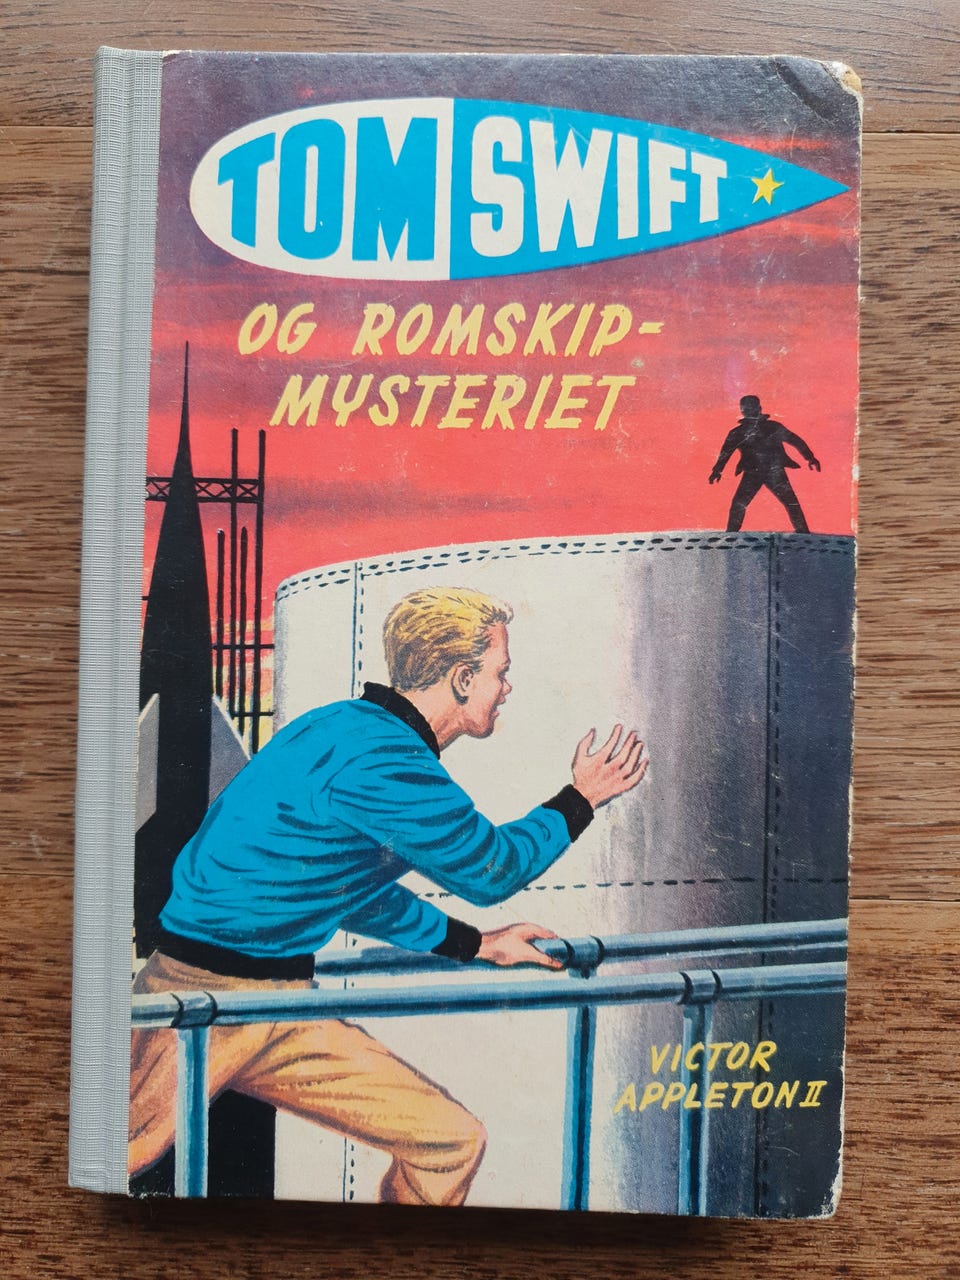 TOM SWIFT
OG ROMSKIP-
MYSTERIET
VICTOR
APPLETON II